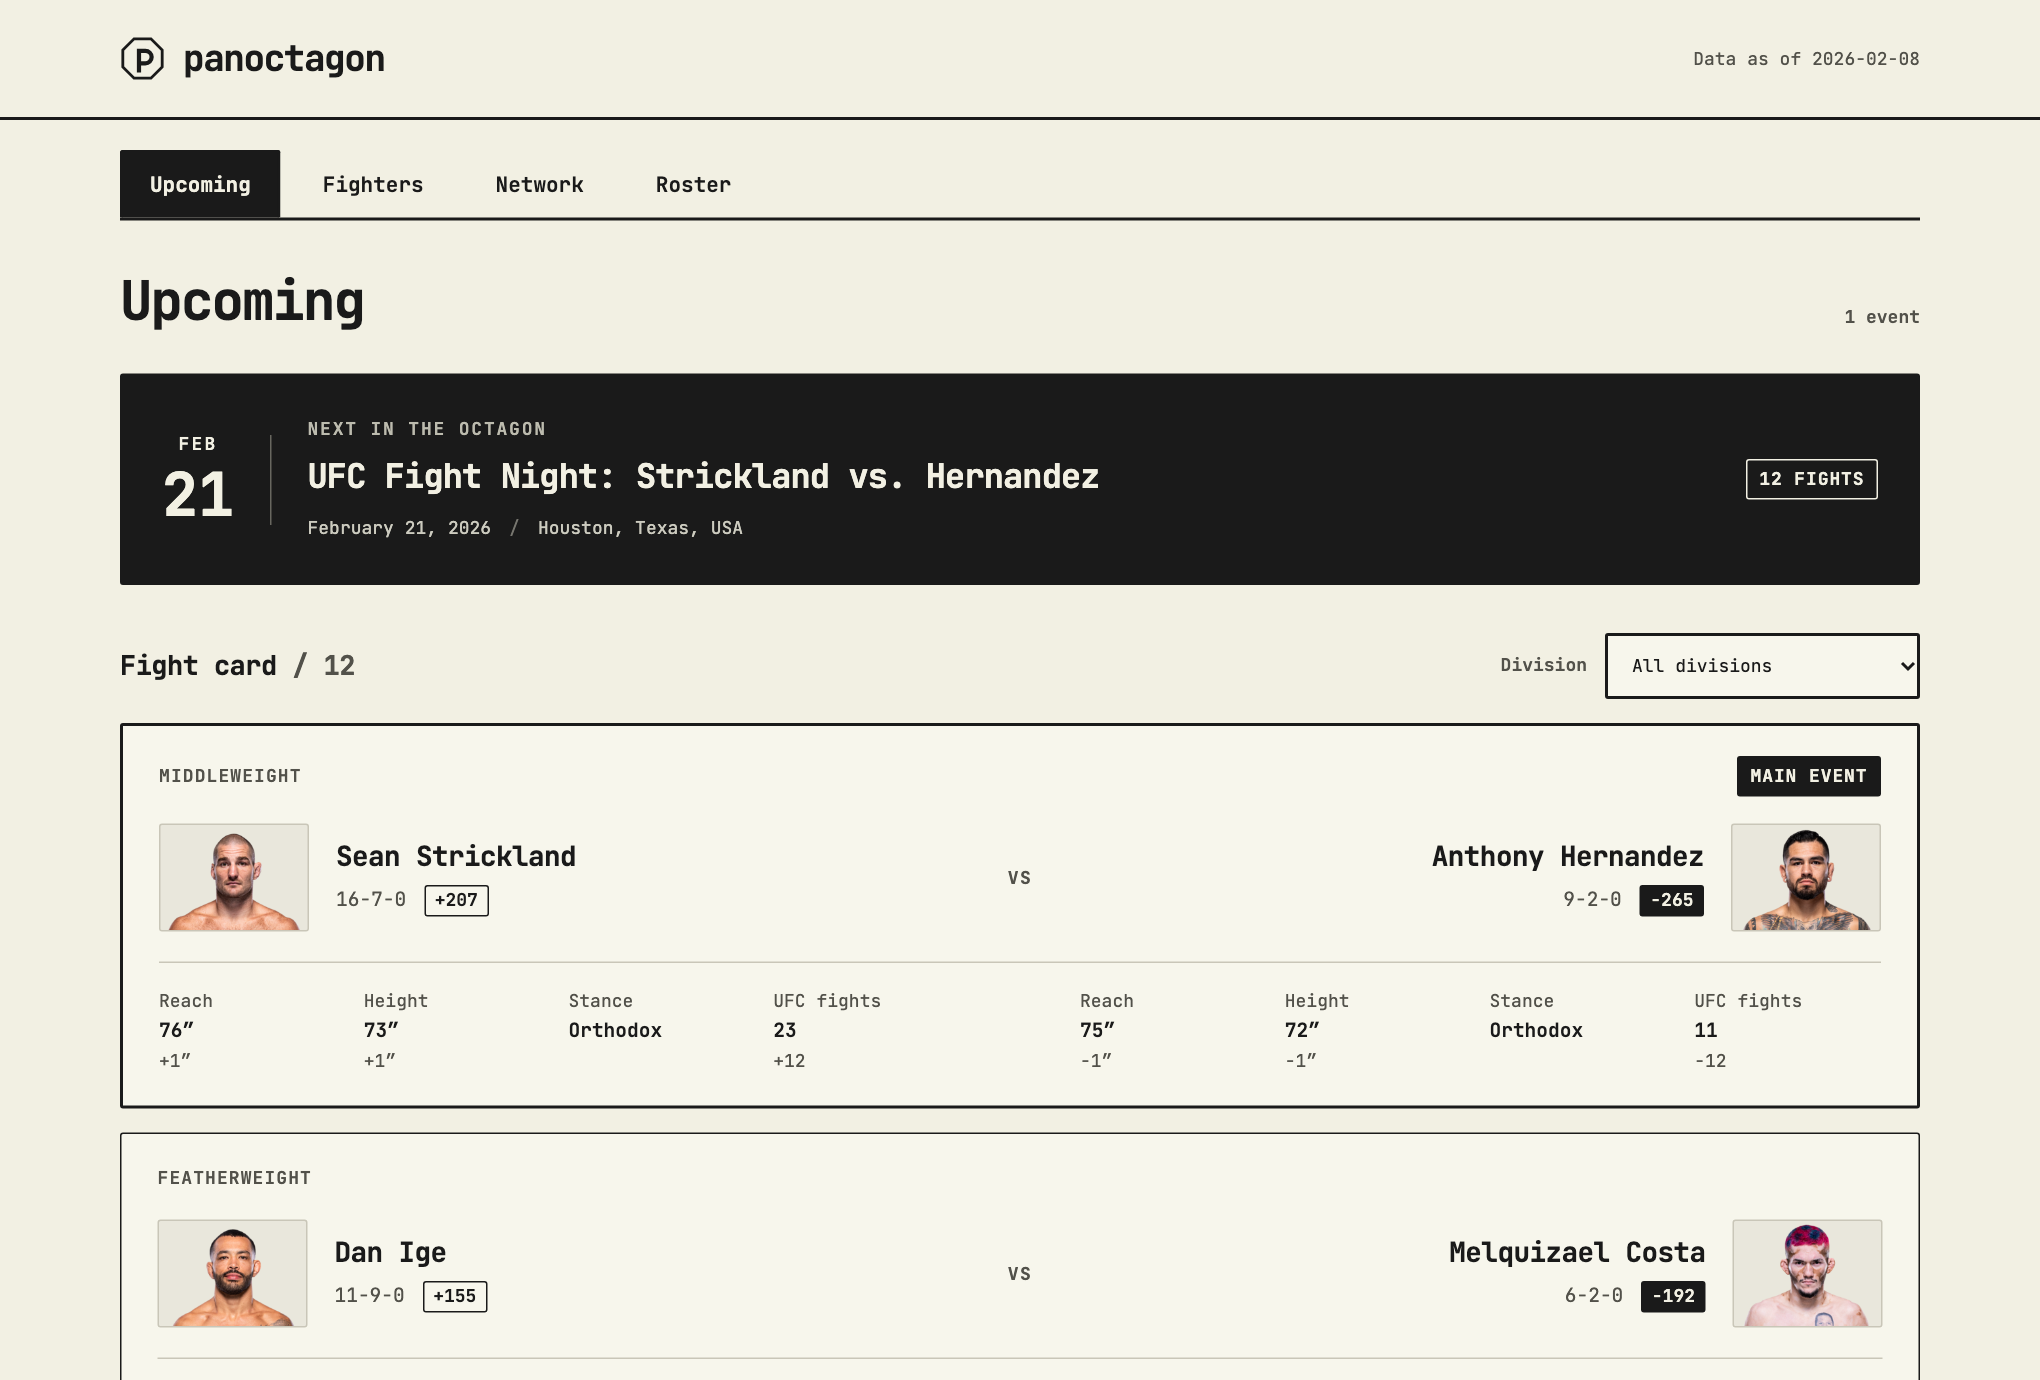 P panoctagon
Data as of 2026-02-08
Upcoming Fighters Network Roster
Upcoming
1 event
FEB
21
NEXT IN THE OCTAGON
UFC Fight Night: Strickland vs. Hernandez
February 21, 2026 / Houston, Texas, USA
12 FIGHTS
Fight card / 12
Division All divisions
MIDDLEWEIGHT
MAIN EVENT
Sean Strickland
16-7-0 +207
VS
Anthony Hernandez
9-2-0 -265
Reach Height Stance UFC fights Reach Height Stance UFC fights
76″ 73″ Orthodox 23 75″ 72″ Orthodox 11
+1″ +1″ +12 -1″ -1″ -12
FEATHERWEIGHT
Dan Ige
11-9-0 +155
VS
Melquizael Costa
6-2-0 -192